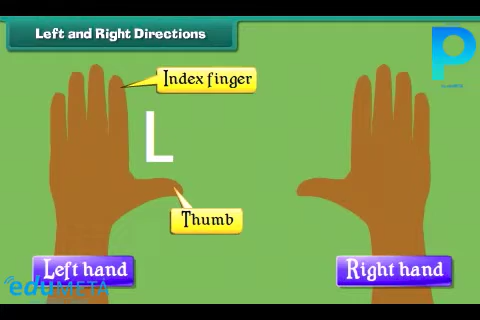 Left and Right Directions
Index finger
L
Thumb
Left hand
Right hand
eduMETA